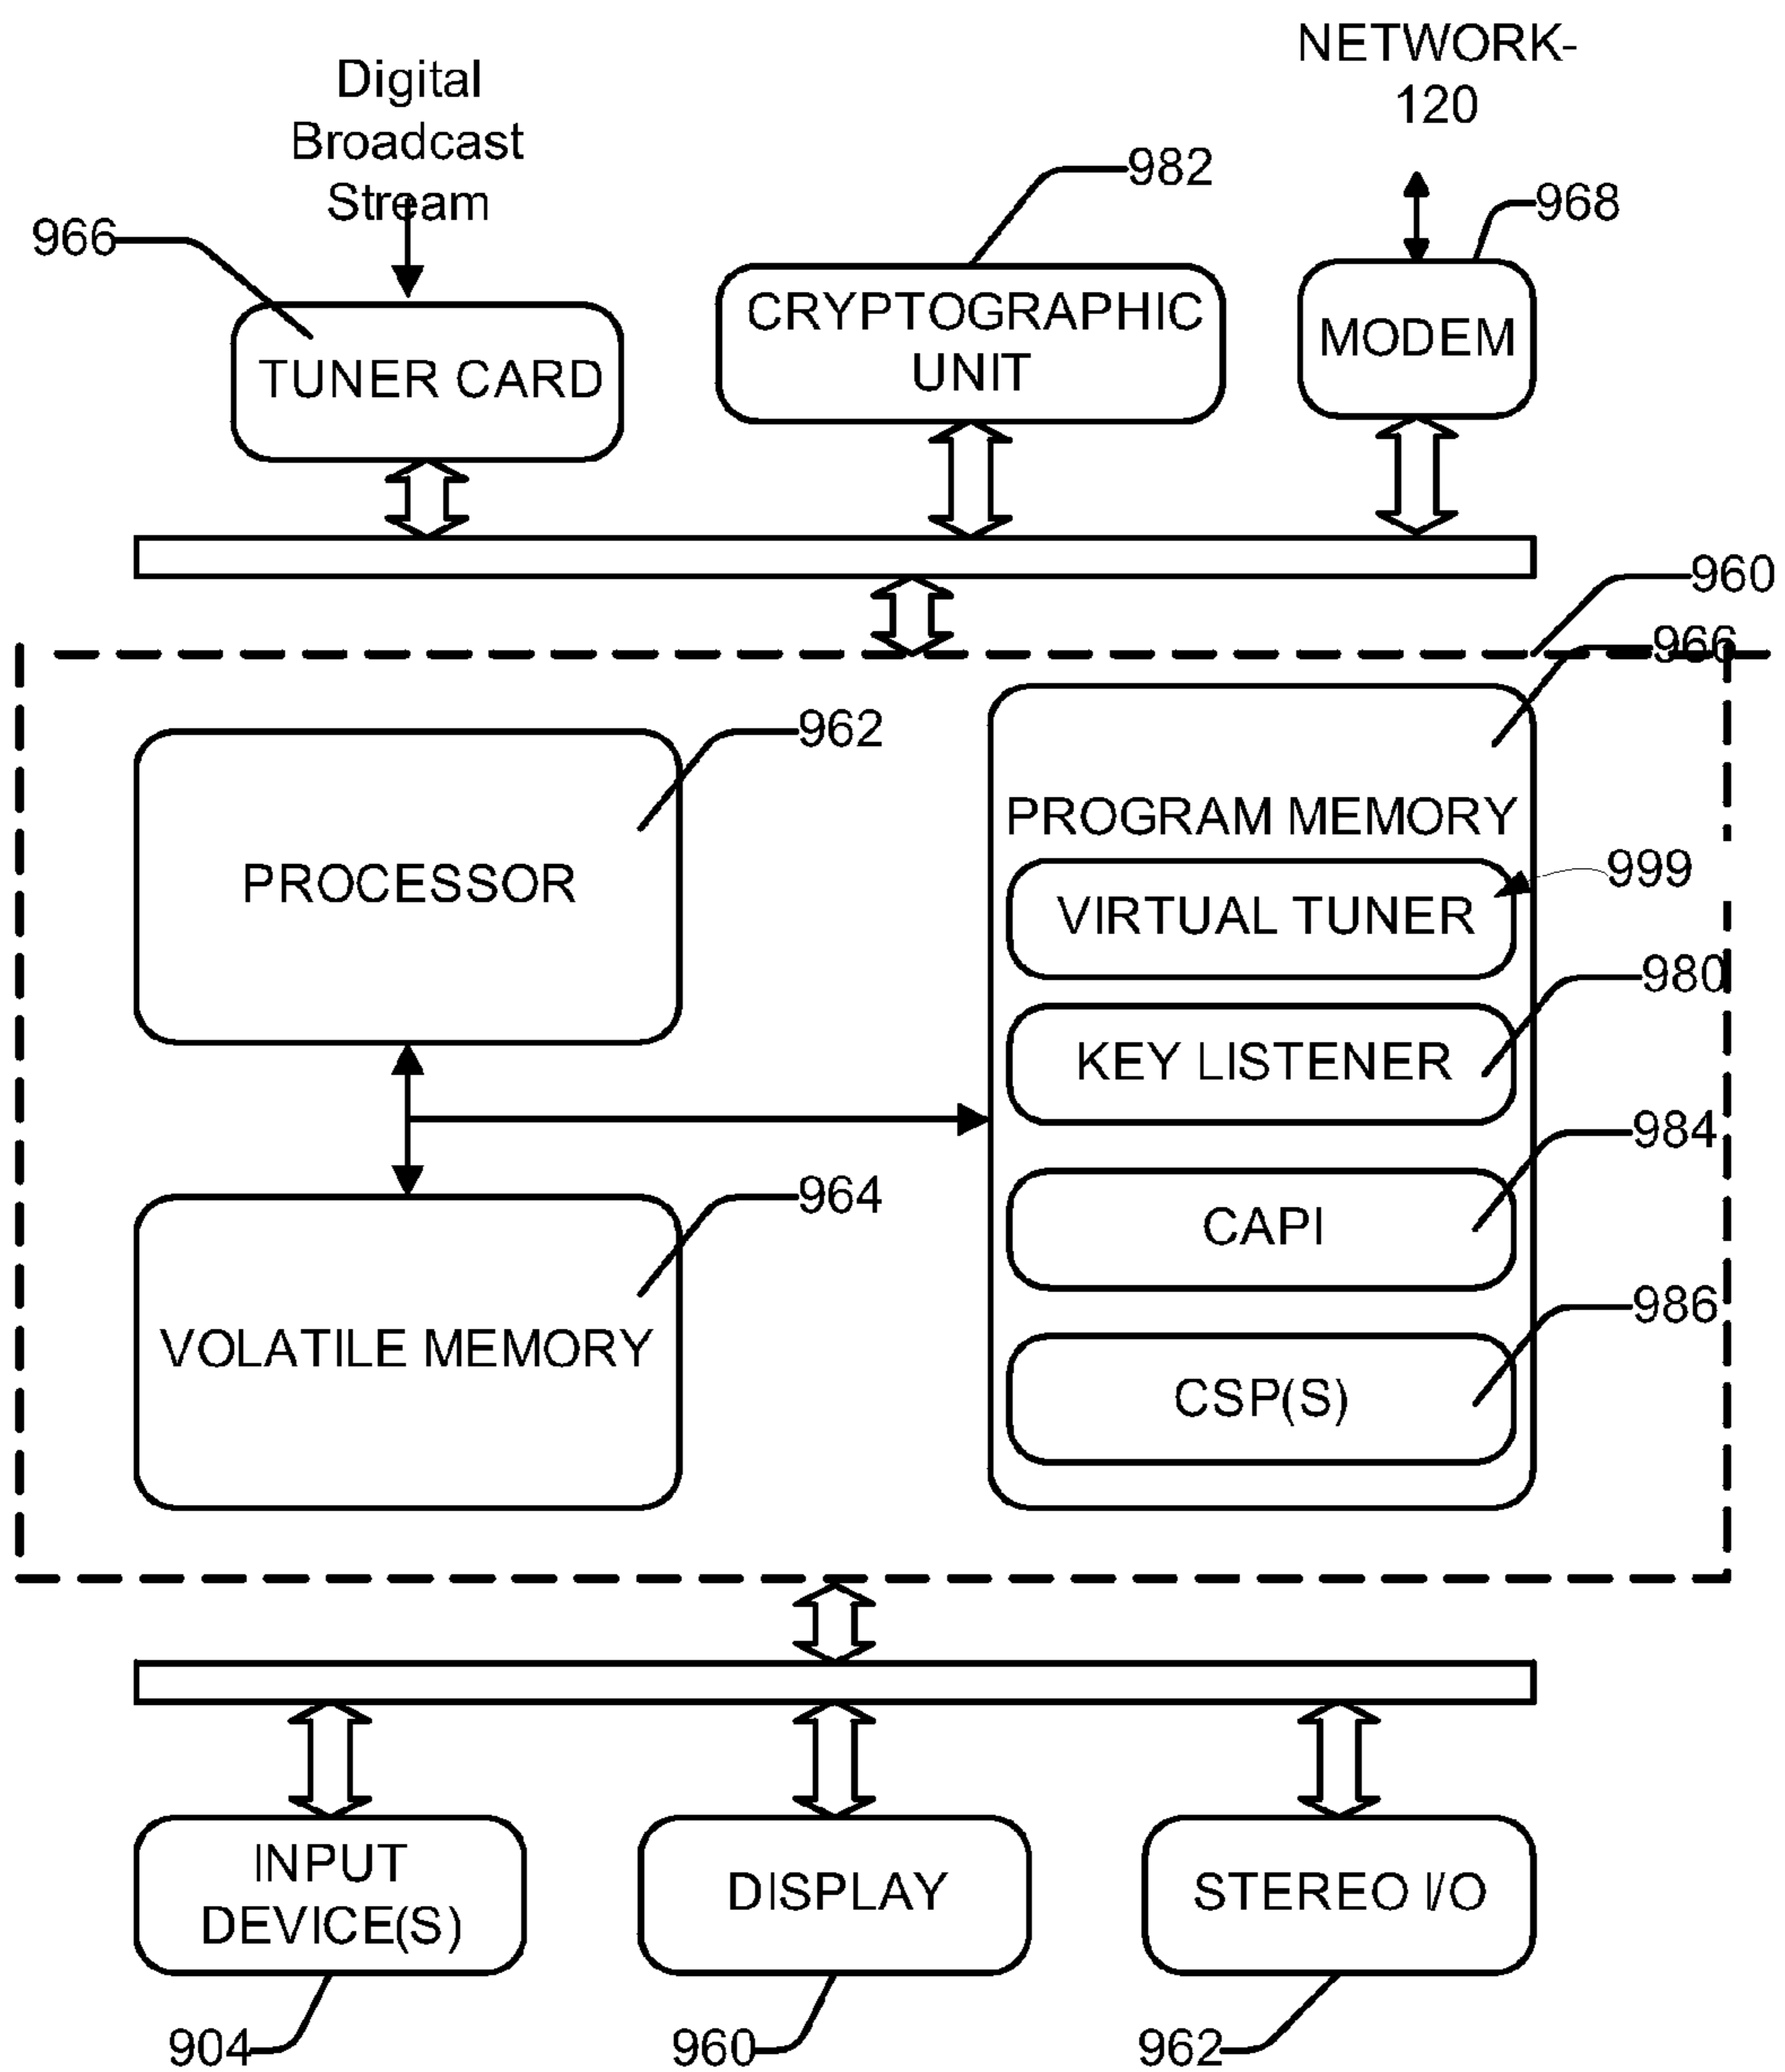 NETWORK-
120
Digital
Broadcast
Stream
982
968
966
CRYPTOGRAPHIC
UNIT
MODEM
TUNER CARD
960
966
962
PROGRAM MEMORY
999
PROCESSOR
VIRTUAL TUNER
980
KEY LISTENER
984
964
CAPI
986
VOLATILE MEMORY
CSP(S)
INPUT
DEVICE(S)
DISPLAY
STEREO I/O
904
960
962